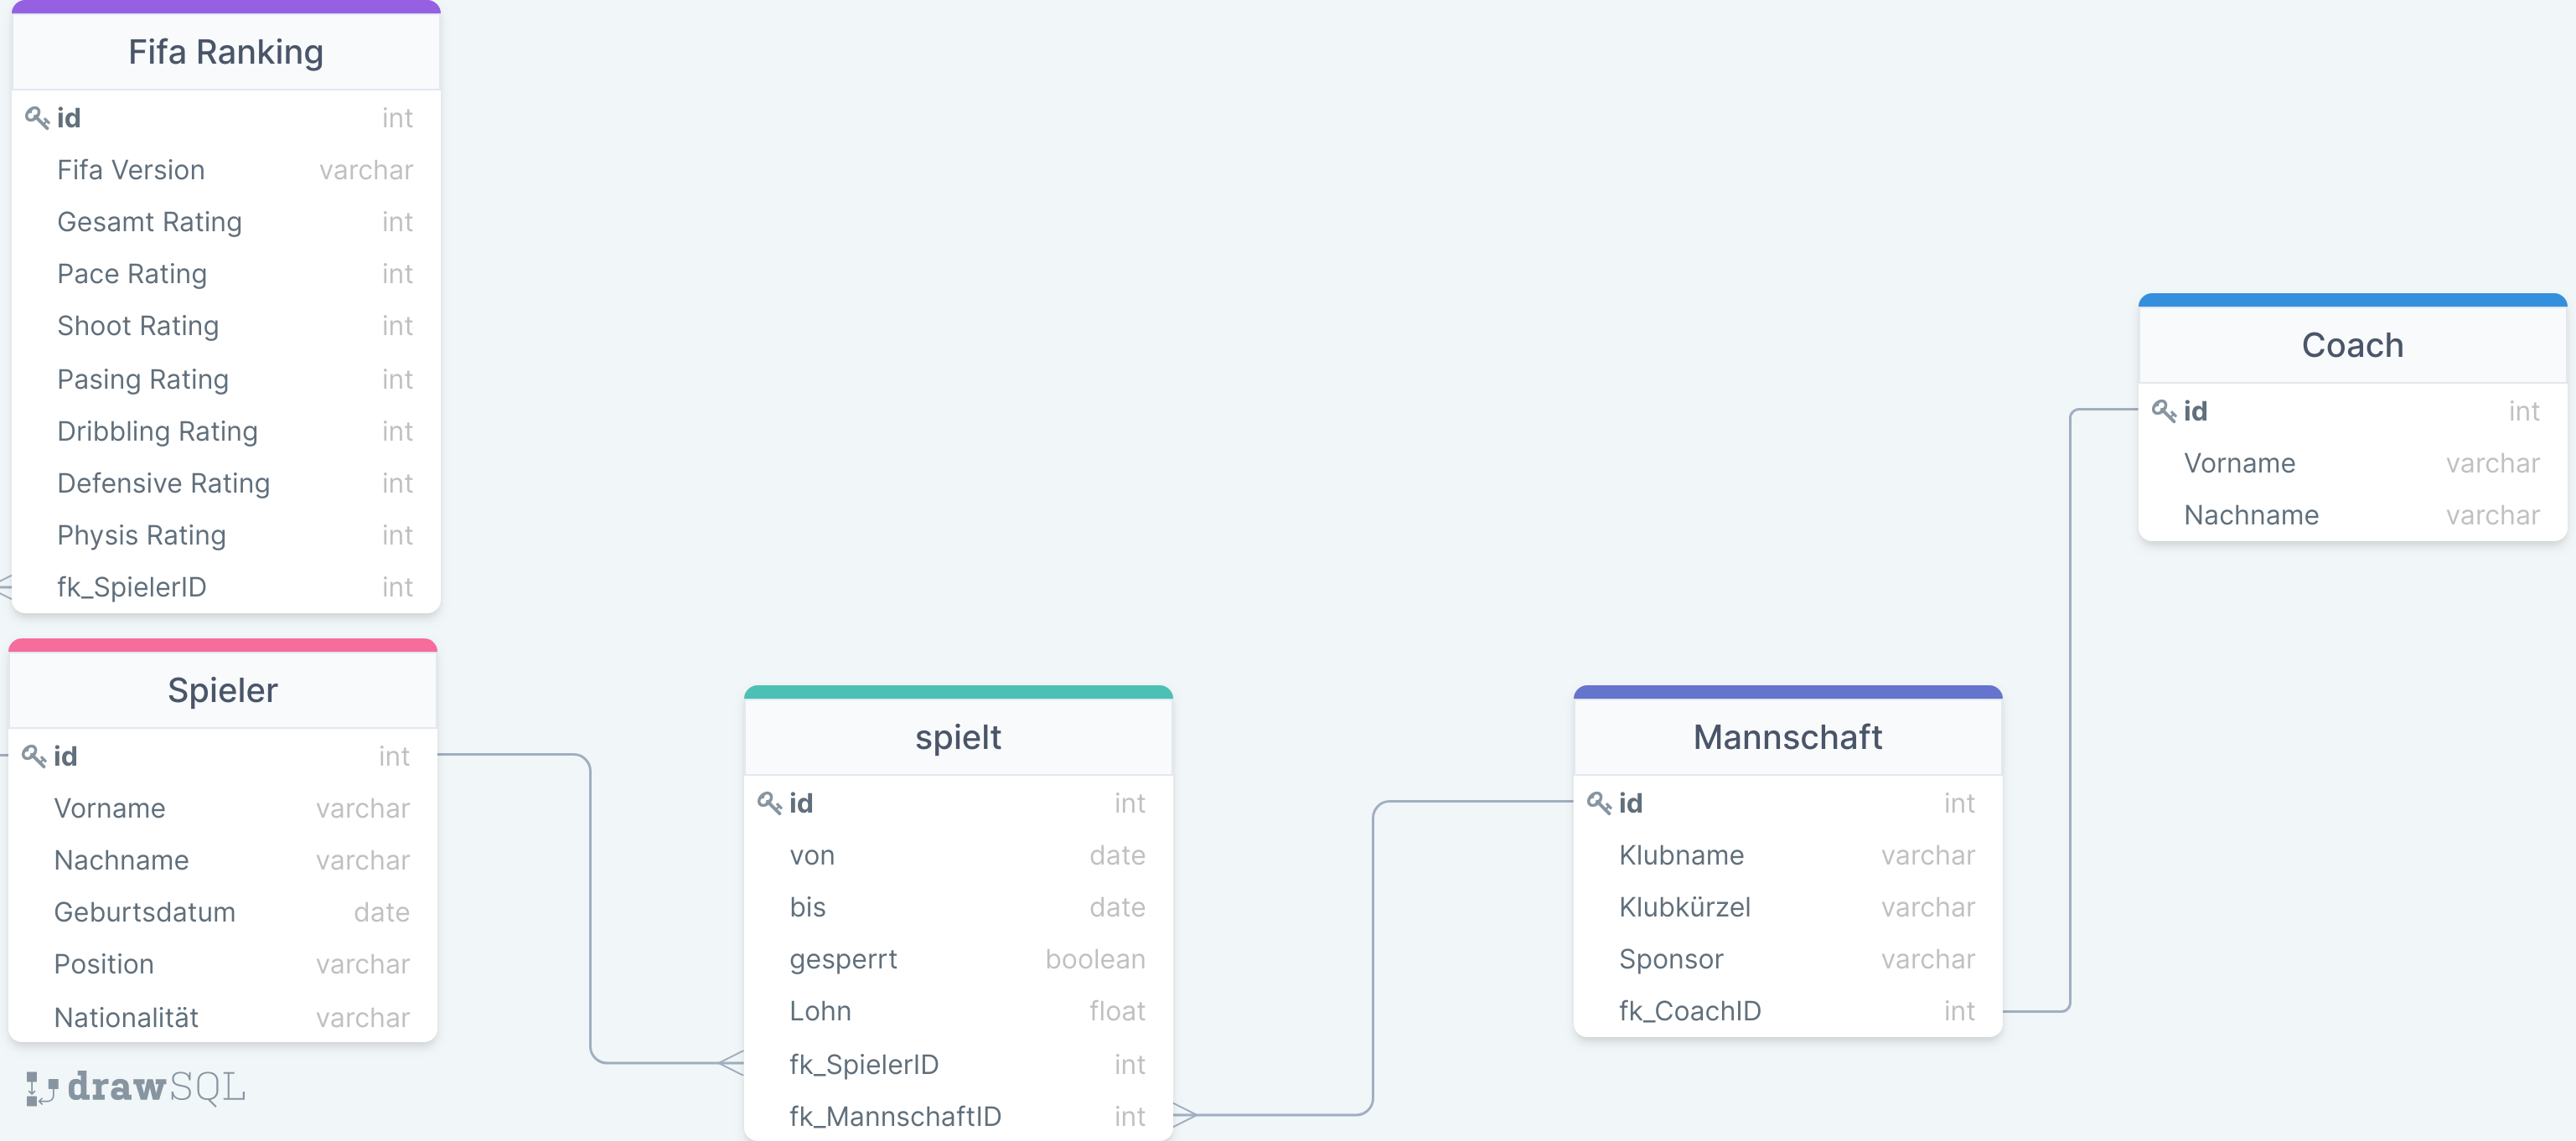 Fifa Ranking
id int
Fifa Version varchar
Gesamt Rating int
Pace Rating int
Shoot Rating int
Pasing Rating int
Dribbling Rating int
Defensive Rating int
Physis Rating int
fk_SpielerID int
Spieler
id int
Vorname varchar
Nachname varchar
Geburtsdatum date
Position varchar
Nationalität varchar
spielt
id int
von date
bis date
gesperrt boolean
Lohn float
fk_SpielerID int
fk_MannschaftID int
Mannschaft
id int
Klubname varchar
Klubkürzel varchar
Sponsor varchar
fk_CoachID int
Coach
id int
Vorname varchar
Nachname varchar
drawSQL